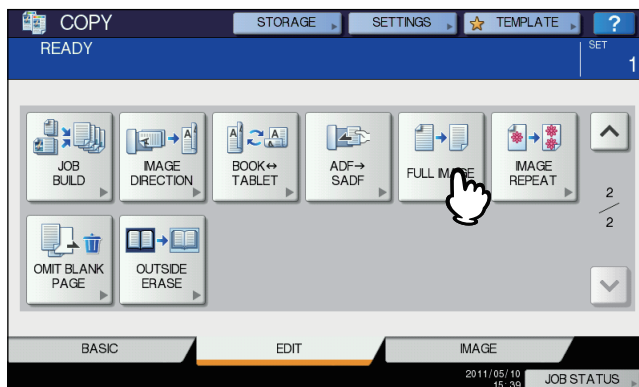 COPY
STORAGE
SETTINGS
TEMPLATE
?
READY
SET
1
JOB
BUILD
IMAGE
DIRECTION
BOOK↔
TABLET
ADF→
SADF
FULL IMAGE
IMAGE
REPEAT
2
2
OMIT BLANK
PAGE
OUTSIDE
ERASE
BASIC
EDIT
IMAGE
2011/05/10
15:39
JOB STATUS